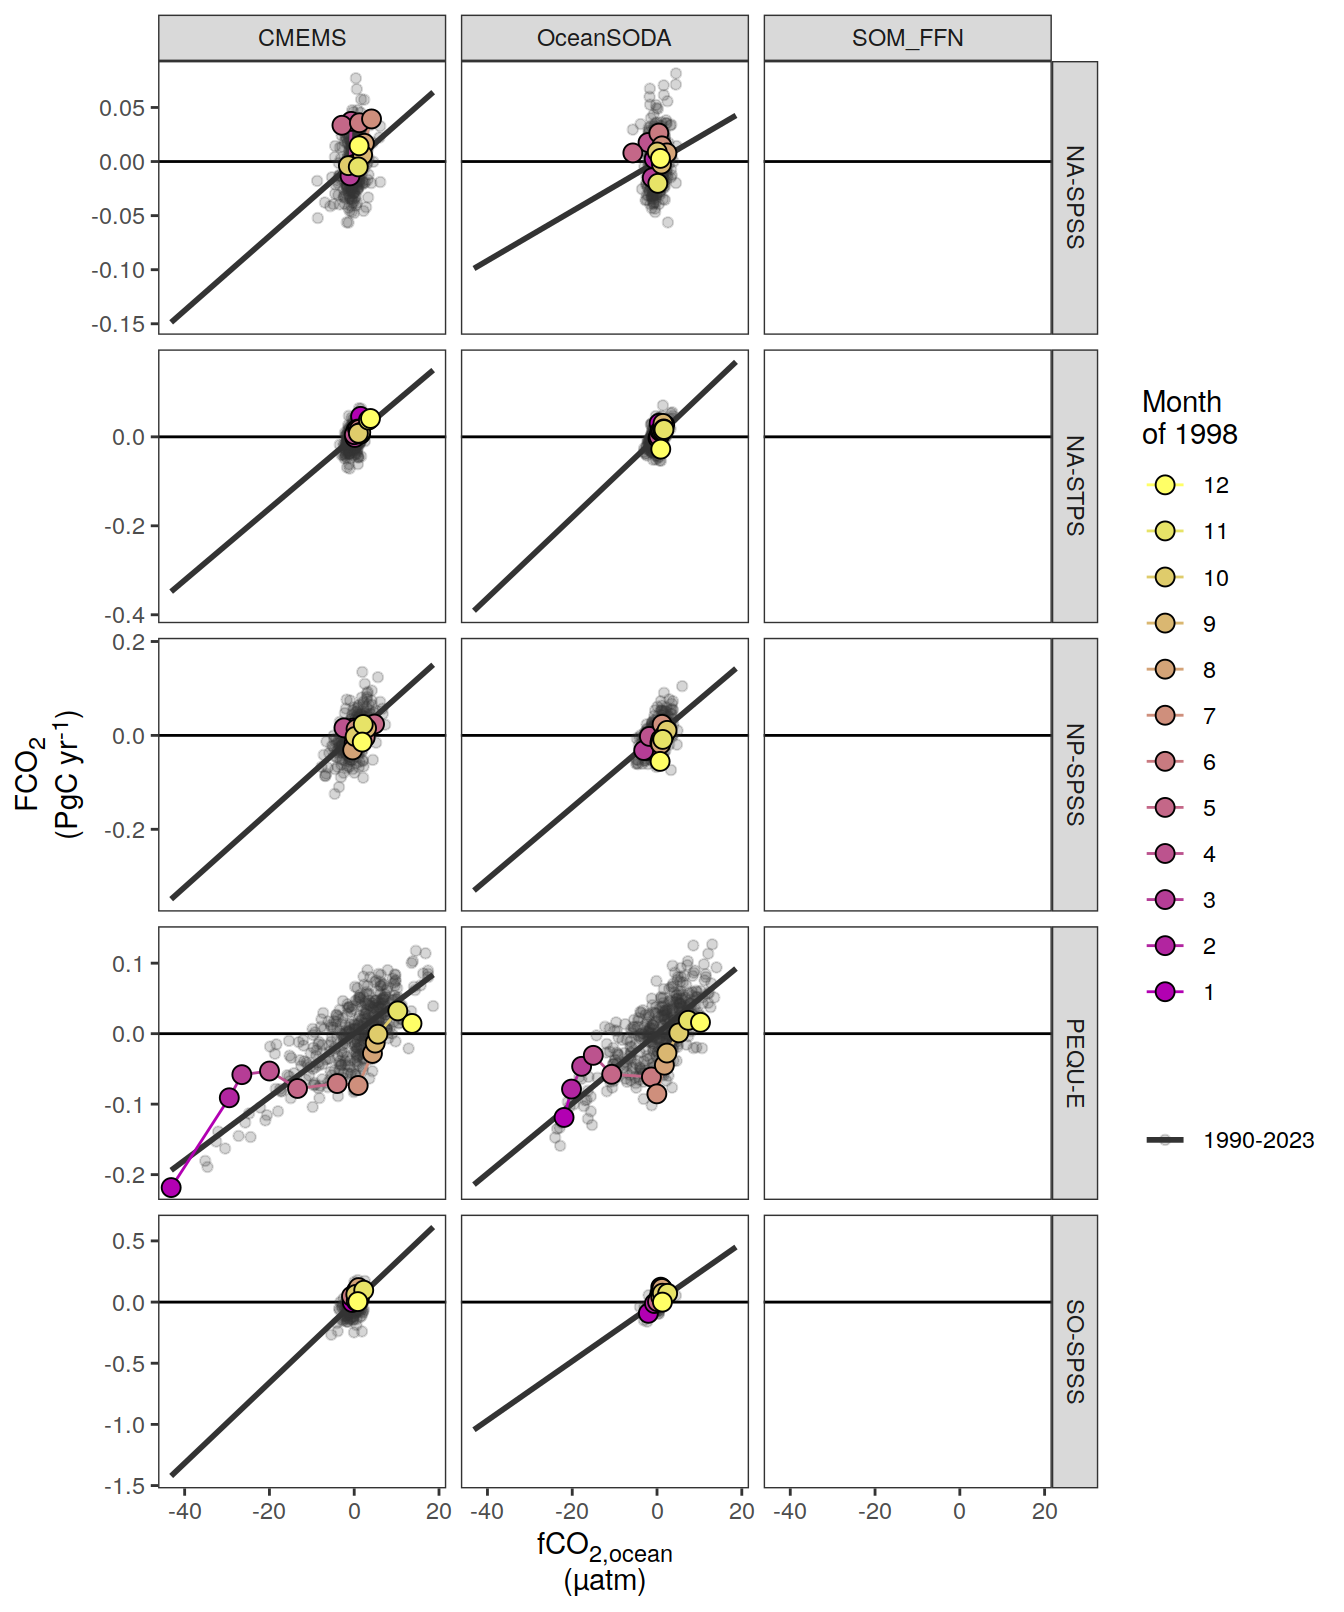 CMEMS OceanSODA SOM_FFN
0.05
0.00
-0.05
-0.10
-0.15
NA-SPSS
0.0
-0.2
-0.4
NA-STPS
0.2
0.0
-0.2
NP-SPSS
0.1
0.0
-0.1
-0.2
PEQU-E
0.5
0.0
-0.5
-1.0
-1.5
SO-SPSS
-40 -20 0 20 -40 -20 0 20 -40 -20 0 20
fCO2,ocean
(µatm)
FCO2
(PgC yr-1)
Month
of 1998
12
11
10
9
8
7
6
5
4
3
2
1
1990-2023